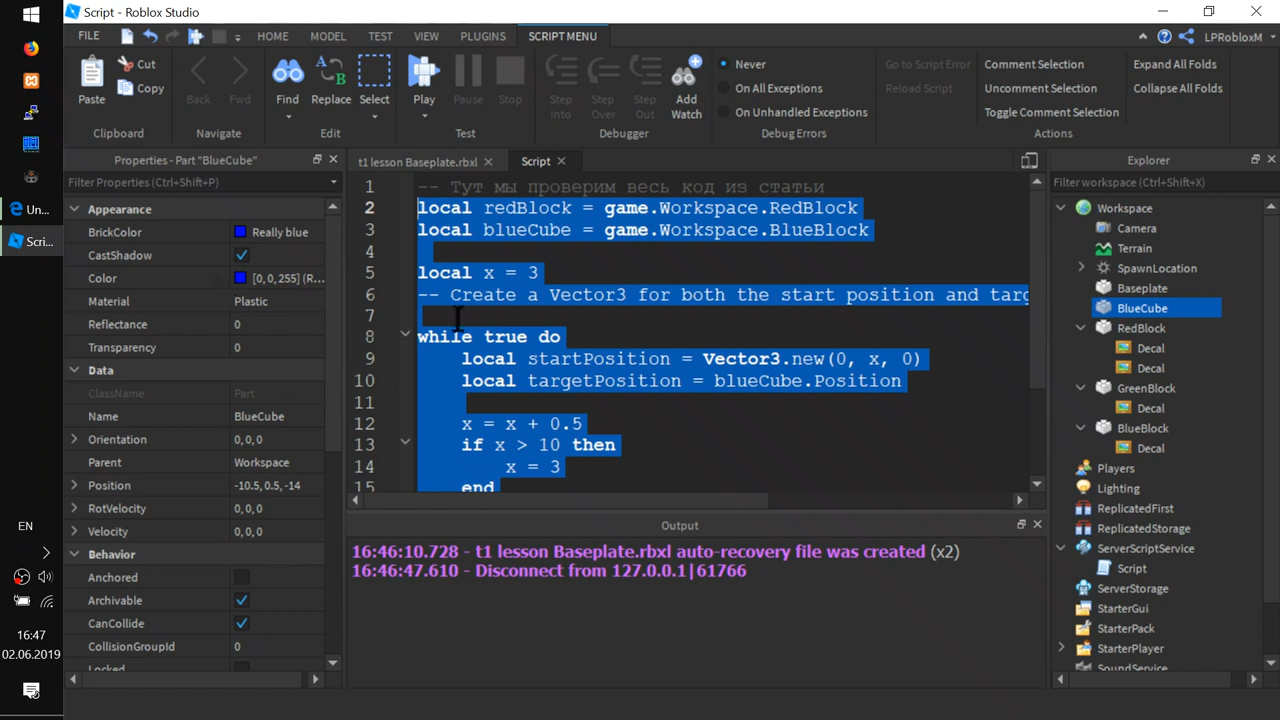 Script - Roblox Studio
FILE HOME MODEL TEST VIEW PLUGINS SCRIPT MENU LPRobloxM
Paste Cut Copy Back Fwd Find Replace Select Play Pause Stop Step Into Step Over Step Out Add Watch
Never
On All Exceptions
On Unhandled Exceptions
Go to Script Error
Reload Script
Comment Selection
Uncomment Selection
Toggle Comment Selection
Expand All Folds
Collapse All Folds
Clipboard Navigate Edit Test Debugger Debug Errors Actions
Properties - Part "BlueCube"
Filter Properties (Ctrl+Shift+P)
Appearance
BrickColor Really blue
CastShadow
Color [0, 0, 255] (R...
Material Plastic
Reflectance 0
Transparency 0
Data
ClassName Part
Name BlueCube
Orientation 0, 0, 0
Parent Workspace
Position -10.5, 0.5, -14
RotVelocity 0, 0, 0
Velocity 0, 0, 0
Behavior
Anchored
Archivable
CanCollide
CollisionGroupId 0
Locked
t1 lesson Baseplate.rbxl Script
1 -- Тут мы проверим весь код из статьи
2 local redBlock = game.Workspace.RedBlock
3 local blueCube = game.Workspace.BlueBlock
4
5 local x = 3
6 -- Create a Vector3 for both the start position and targ
7
8 while true do
9 local startPosition = Vector3.new(0, x, 0)
10 local targetPosition = blueCube.Position
11
12 x = x + 0.5
13 if x > 10 then
14 x = 3
15 end
Output
16:46:10.728 - t1 lesson Baseplate.rbxl auto-recovery file was created (x2)
16:46:47.610 - Disconnect from 127.0.0.1|61766
Explorer
Filter workspace (Ctrl+Shift+X)
Workspace
Camera
Terrain
SpawnLocation
Baseplate
BlueCube
RedBlock
Decal
Decal
GreenBlock
Decal
BlueBlock
Decal
Players
Lighting
ReplicatedFirst
ReplicatedStorage
ServerScriptService
Script
ServerStorage
StarterGui
StarterPack
StarterPlayer
SoundService
Un...
Scri...
EN
16:47
02.06.2019